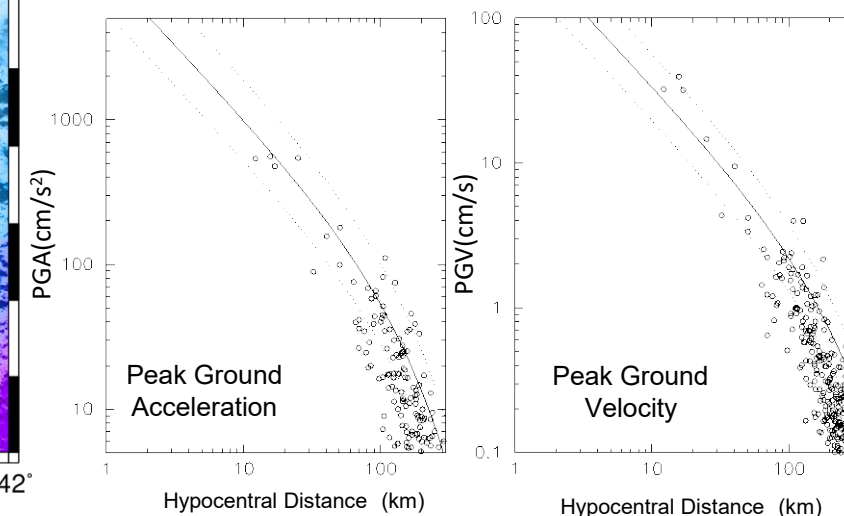 PGA(cm/s²)
1000
100
10
1
10
100
Peak Ground
Acceleration
Hypocentral Distance (km)
PGV(cm/s)
100
10
1
0.1
1
10
100
Peak Ground
Velocity
Hypocentral Distance (km)
42°